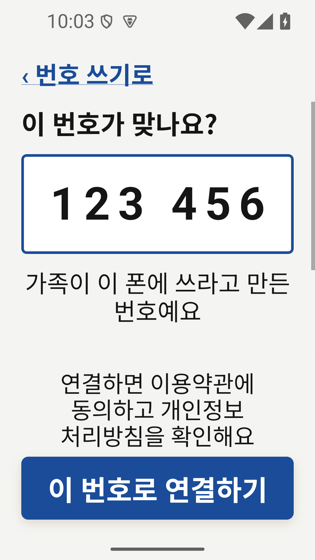 10:03
‹ 번호 쓰기로
이 번호가 맞나요?
123 456
가족이 이 폰에 쓰라고 만든
번호예요
연결하면 이용약관에
동의하고 개인정보
처리방침을 확인해요
이 번호로 연결하기